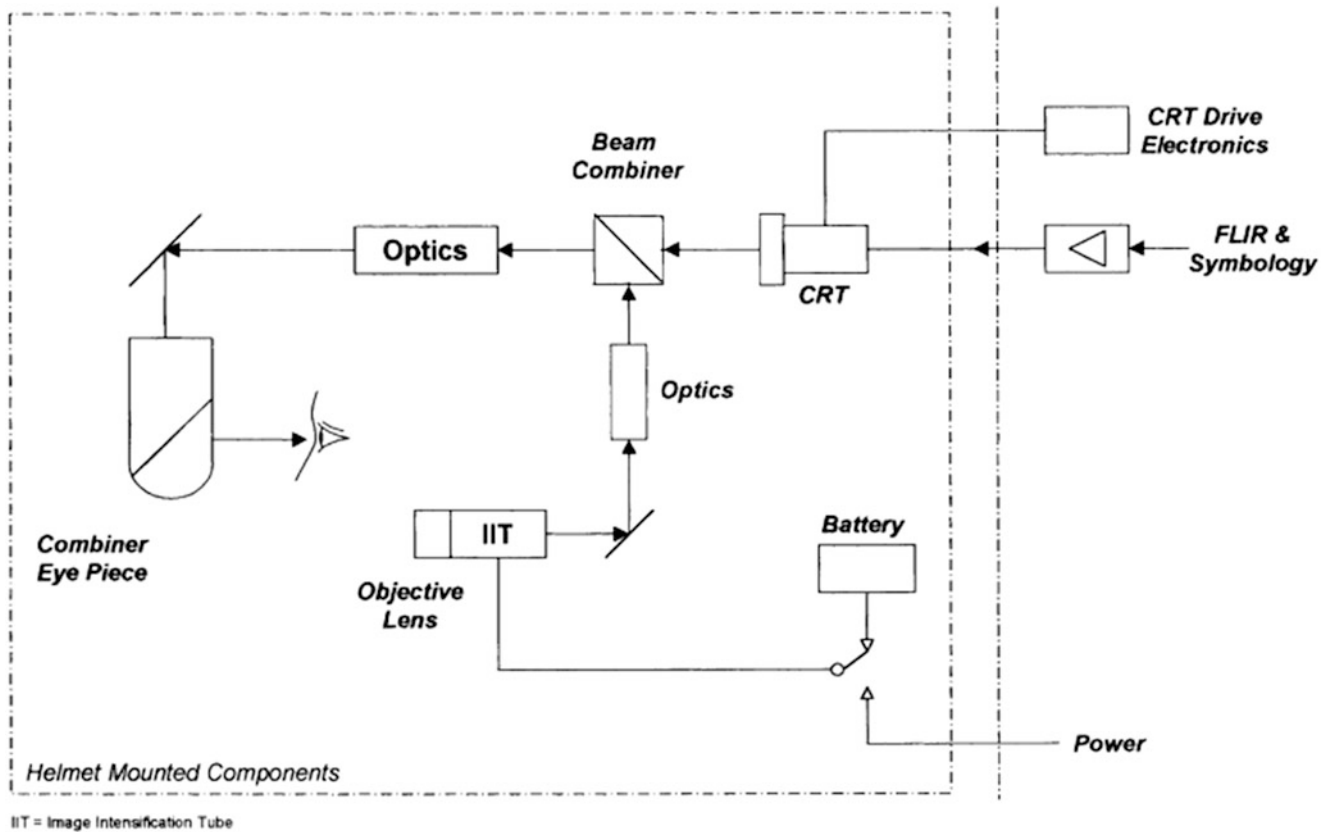 CRT Drive
Electronics
Beam
Combiner
Optics
CRT
FLIR &
Symbology
Optics
Combiner
Eye Piece
IIT
Objective
Lens
Battery
Power
Helmet Mounted Components
IIT = Image Intensification Tube